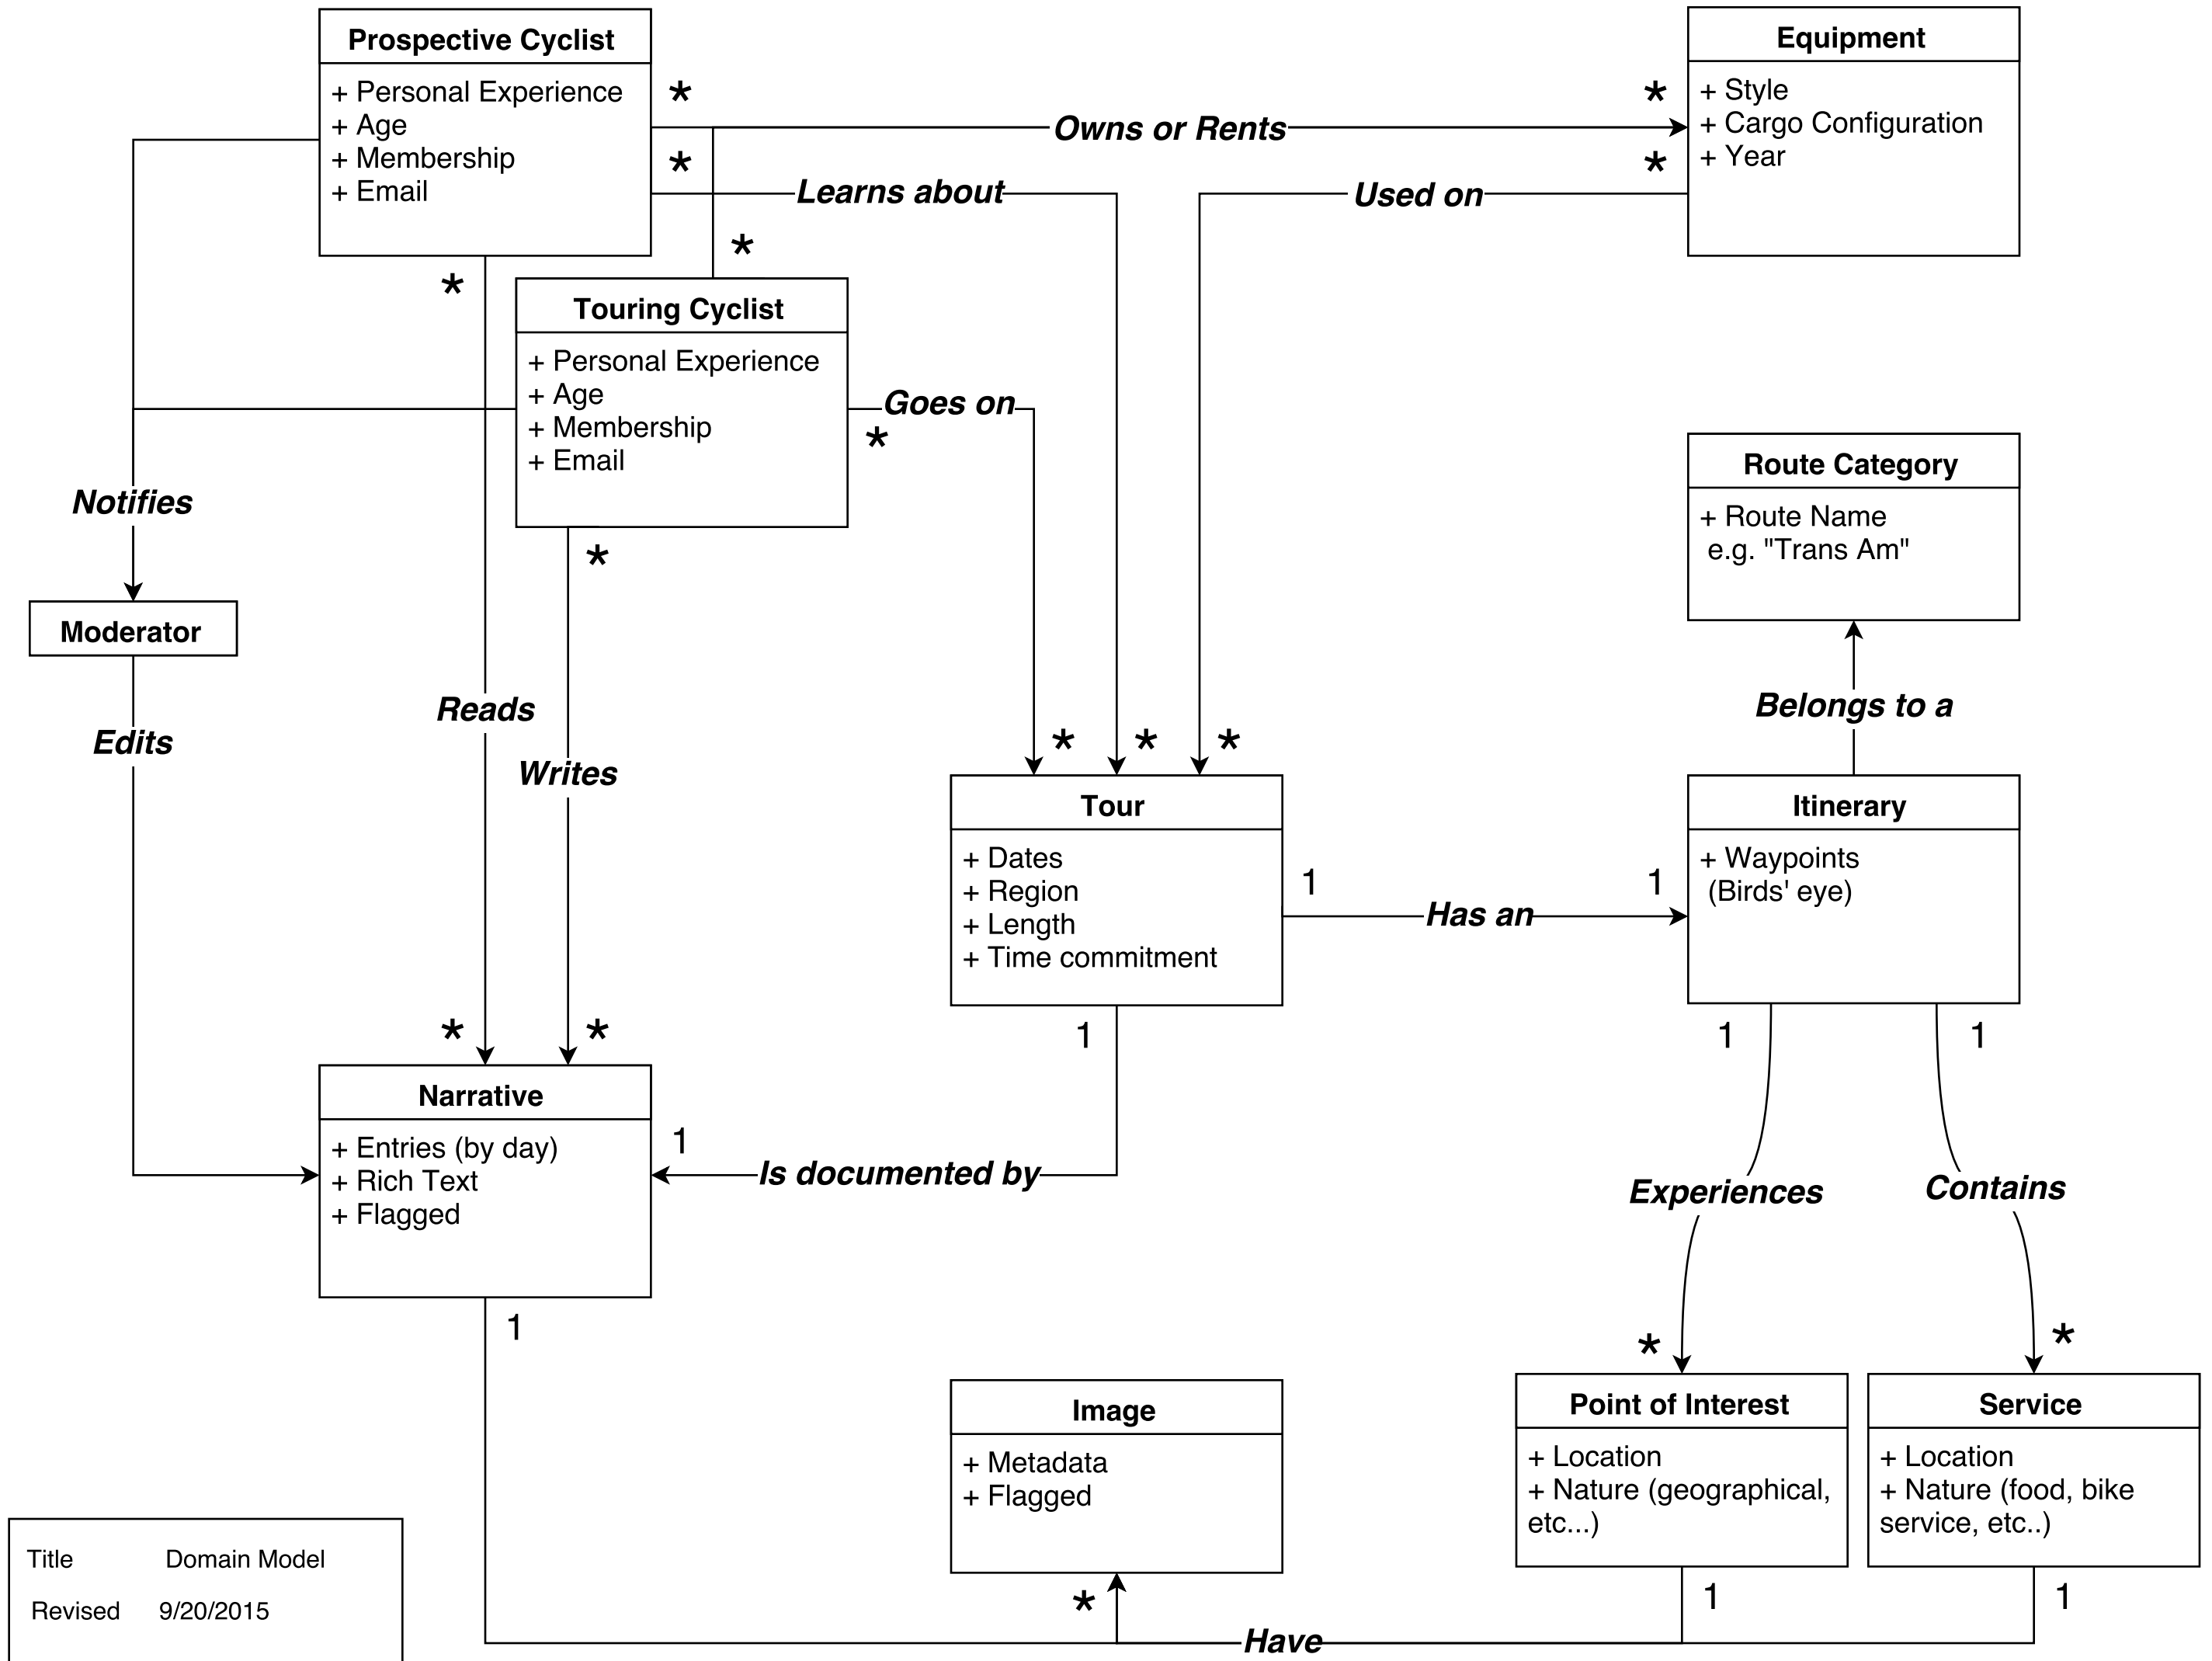 Prospective Cyclist
+ Personal Experience
+ Age
+ Membership
+ Email
Equipment
+ Style
+ Cargo Configuration
+ Year
*
*
Owns or Rents
*
*
Learns about
Used on
*
*
Touring Cyclist
+ Personal Experience
+ Age
+ Membership
+ Email
Goes on
*
Route Category
+ Route Name
e.g. "Trans Am"
Notifies
*
Moderator
Reads
Belongs to a
Edits
Writes
*
*
*
Tour
+ Dates
+ Region
+ Length
+ Time commitment
Itinerary
+ Waypoints
(Birds' eye)
1
1
Has an
*
*
1
1
1
Narrative
+ Entries (by day)
+ Rich Text
+ Flagged
1
Is documented by
Experiences
Contains
1
*
*
Image
+ Metadata
+ Flagged
Point of Interest
+ Location
+ Nature (geographical,
etc...)
Service
+ Location
+ Nature (food, bike
service, etc..)
Title Domain Model
Revised 9/20/2015
*
1
1
Have